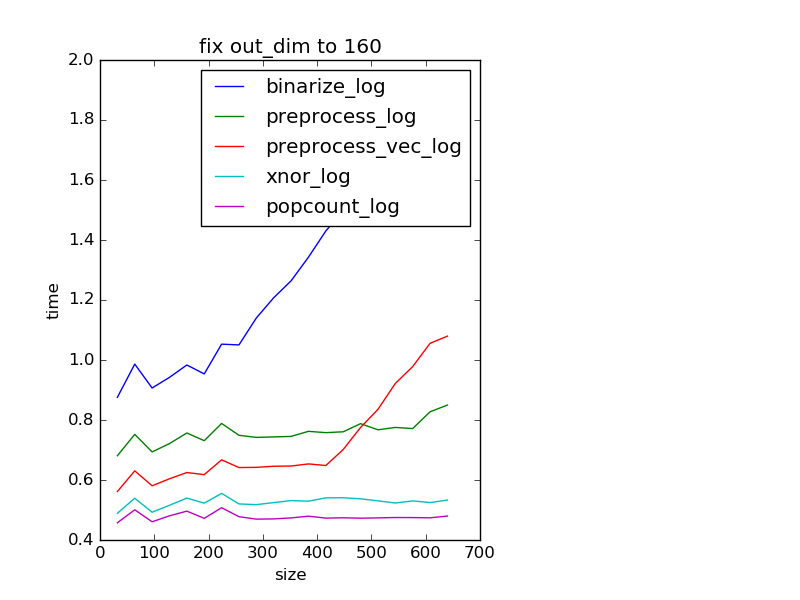 fix out_dim to 160
2.0
binarize_log
preprocess_log
preprocess_vec_log
xnor_log
popcount_log
1.8
1.6
1.4
1.2
1.0
0.8
0.6
0.4
time
0 100 200 300 400 500 600 700
size